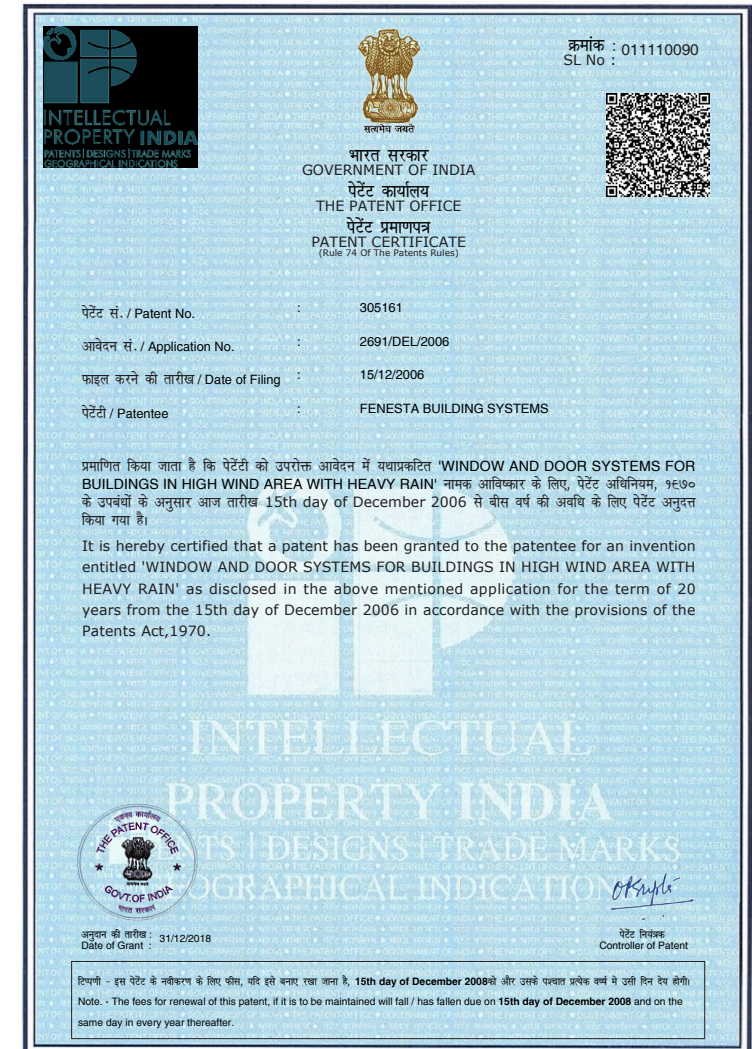 INTELLECTUAL
PROPERTY INDIA
PATENTS | DESIGNS | TRADE MARKS
GEOGRAPHICAL INDICATIONS
सत्यमेव जयते
क्रमांक : 011110090
SL No :
भारत सरकार
GOVERNMENT OF INDIA
पेटेंट कार्यालय
THE PATENT OFFICE
पेटेंट प्रमाणपत्र
PATENT CERTIFICATE
(Rule 74 Of The Patents Rules)
पेटेंट सं. / Patent No. : 305161
आवेदन सं. / Application No. : 2691/DEL/2006
फाइल करने की तारीख / Date of Filing : 15/12/2006
पेटेंटी / Patentee : FENESTA BUILDING SYSTEMS
प्रमाणित किया जाता है कि पेटेंटी को उपरोक्त आवेदन में यथाप्रकटित 'WINDOW AND DOOR SYSTEMS FOR
BUILDINGS IN HIGH WIND AREA WITH HEAVY RAIN' नामक आविष्कार के लिए, पेटेंट अधिनियम, १९७०
के उपबंधों के अनुसार आज तारीख 15th day of December 2006 से बीस वर्ष की अवधि के लिए पेटेंट अनुदत्त
किया गया है।
It is hereby certified that a patent has been granted to the patentee for an invention
entitled 'WINDOW AND DOOR SYSTEMS FOR BUILDINGS IN HIGH WIND AREA WITH
HEAVY RAIN' as disclosed in the above mentioned application for the term of 20
years from the 15th day of December 2006 in accordance with the provisions of the
Patents Act,1970.
INTELLECTUAL
PROPERTY INDIA
PATENTS | DESIGNS TRADE MARKS
GEOGRAPHICAL INDICATIONS
THE PATENT OFFICE
GOVT.OF INDIA
भारत सरकार
अनुदान की तारीख : 31/12/2018
Date of Grant :
पेटेंट नियंत्रक
Controller of Patent
टिप्पणी - इस पेटेंट के नवीकरण के लिए फीस, यदि इसे बनाए रखा जाना है, 15th day of December 2008को और उसके पश्चात प्रत्येक वर्ष मे उसी दिन देय होगी।
Note. - The fees for renewal of this patent, if it is to be maintained will fall / has fallen due on 15th day of December 2008 and on the
same day in every year thereafter.